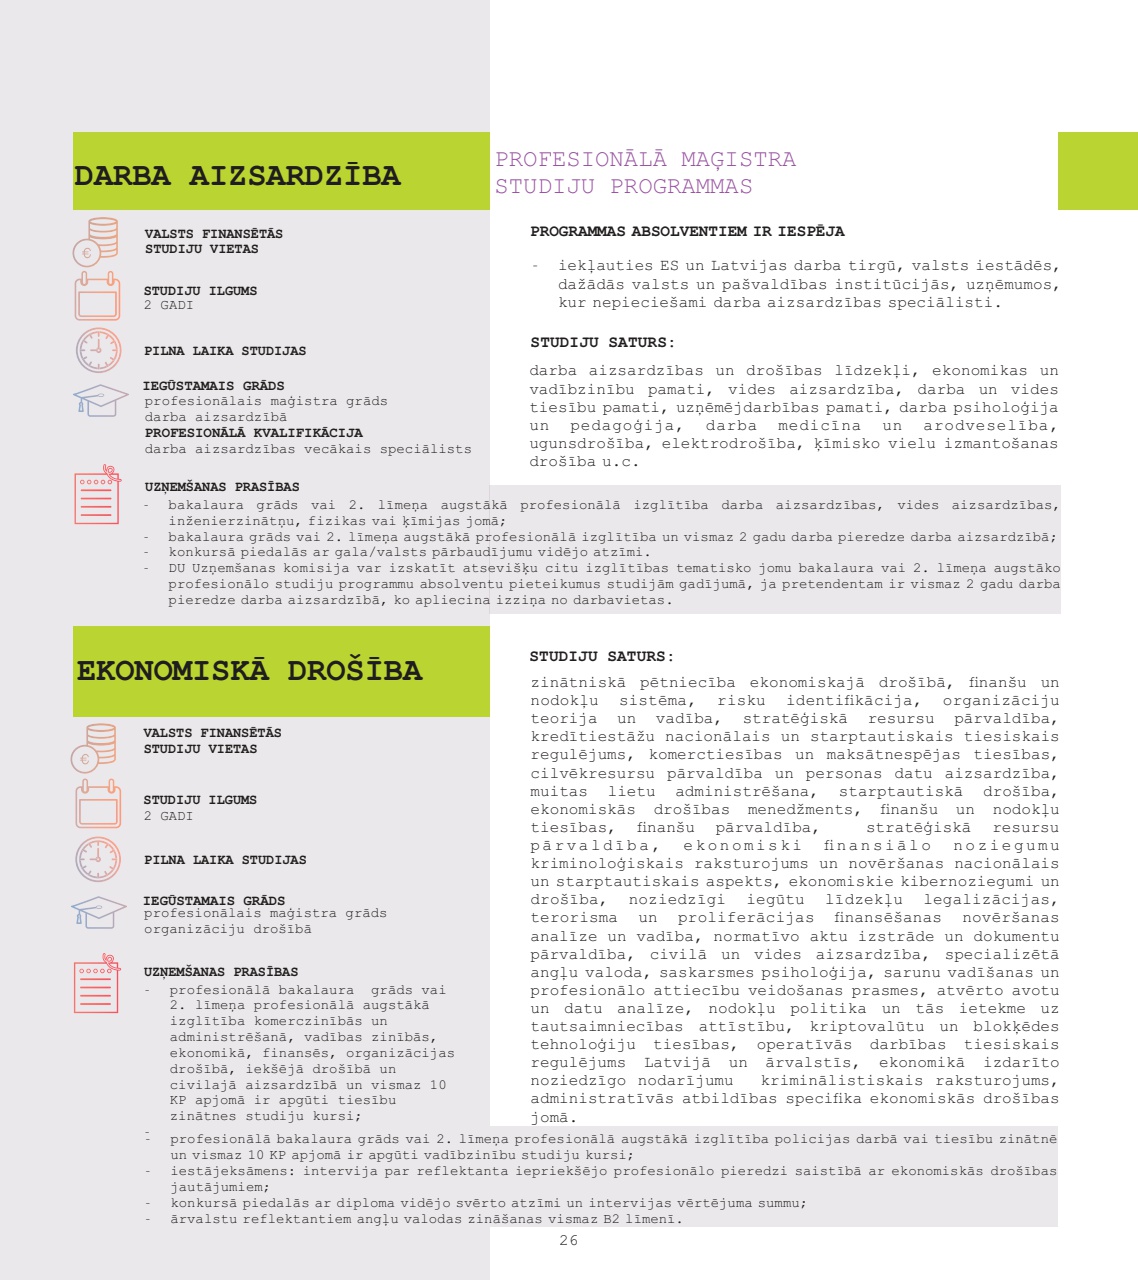 DARBA AIZSARDZĪBA
PROFESIONĀLĀ MAĢISTRA
STUDIJU PROGRAMMAS
VALSTS FINANSĒTĀS
STUDIJU VIETAS
STUDIJU ILGUMS
2 GADI
PILNA LAIKA STUDIJAS
IEGŪSTAMAIS GRĀDS
profesionālais maģistra grāds
darba aizsardzībā
PROFESIONĀLĀ KVALIFIKĀCIJA
darba aizsardzības vecākais speciālists
PROGRAMMAS ABSOLVENTIEM IR IESPĒJA
- iekļauties ES un Latvijas darba tirgū, valsts iestādēs,
dažādās valsts un pašvaldības institūcijās, uzņēmumos,
kur nepieciešami darba aizsardzības speciālisti.
STUDIJU SATURS:
darba aizsardzības un drošības līdzekļi, ekonomikas un
vadībzinību pamati, vides aizsardzība, darba un vides
tiesību pamati, uzņēmējdarbības pamati, darba psiholoģija
un pedagoģija, darba medicīna un arodveselība,
ugunsdrošība, elektrodrošība, ķīmisko vielu izmantošanas
drošība u.c.
UZŅEMŠANAS PRASĪBAS
- bakalaura grāds vai 2. līmeņa augstākā profesionālā izglītība darba aizsardzības, vides aizsardzības,
inženierzinātņu, fizikas vai ķīmijas jomā;
- bakalaura grāds vai 2. līmeņa augstākā profesionālā izglītība un vismaz 2 gadu darba pieredze darba aizsardzībā;
- konkursā piedalās ar gala/valsts pārbaudījumu vidējo atzīmi.
- DU Uzņemšanas komisija var izskatīt atsevišķu citu izglītības tematisko jomu bakalaura vai 2. līmeņa augstāko
profesionālo studiju programmu absolventu pieteikumus studijām gadījumā, ja pretendentam ir vismaz 2 gadu darba
pieredze darba aizsardzībā, ko apliecina izziņa no darbavietas.
EKONOMISKĀ DROŠĪBA
VALSTS FINANSĒTĀS
STUDIJU VIETAS
STUDIJU ILGUMS
2 GADI
PILNA LAIKA STUDIJAS
IEGŪSTAMAIS GRĀDS
profesionālais maģistra grāds
organizāciju drošībā
STUDIJU SATURS:
zinātniskā pētniecība ekonomiskajā drošībā, finanšu un
nodokļu sistēma, risku identifikācija, organizāciju
teorija un vadība, stratēģiskā resursu pārvaldība,
kredītiestāžu nacionālais un starptautiskais tiesiskais
regulējums, komerctiesības un maksātnespējas tiesības,
cilvēkresursu pārvaldība un personas datu aizsardzība,
muitas lietu administrēšana, starptautiskā drošība,
ekonomiskās drošības menedžments, finanšu un nodokļu
tiesības, finanšu pārvaldība, stratēģiskā resursu
pārvaldība, ekonomiski finansiālo noziegumu
kriminoloģiskais raksturojums un novēršanas nacionālais
un starptautiskais aspekts, ekonomiskie kibernoziegumi un
drošība, noziedzīgi iegūtu līdzekļu legalizācijas,
terorisma un proliferācijas finansēšanas novēršanas
analīze un vadība, normatīvo aktu izstrāde un dokumentu
pārvaldība, civilā un vides aizsardzība, specializētā
angļu valoda, saskarsmes psiholoģija, sarunu vadīšanas un
profesionālo attiecību veidošanas prasmes, atvērto avotu
un datu analīze, nodokļu politika un tās ietekme uz
tautsaimniecības attīstību, kriptovalūtu un blokķēdes
tehnoloģiju tiesības, operatīvās darbības tiesiskais
regulējums Latvijā un ārvalstīs, ekonomikā izdarīto
noziedzīgo nodarījumu kriminālistiskais raksturojums,
administratīvās atbildības specifika ekonomiskās drošības
jomā.
UZŅEMŠANAS PRASĪBAS
- profesionālā bakalaura grāds vai
2. līmeņa profesionālā augstākā
izglītība komerczinībās un
administrēšanā, vadības zinībās,
ekonomikā, finansēs, organizācijas
drošībā, iekšējā drošībā un
civilajā aizsardzībā un vismaz 10
KP apjomā ir apgūti tiesību
zinātnes studiju kursi;
-
- profesionālā bakalaura grāds vai 2. līmeņa profesionālā augstākā izglītība policijas darbā vai tiesību zinātnē
un vismaz 10 KP apjomā ir apgūti vadībzinību studiju kursi;
- iestājeksāmens: intervija par reflektanta iepriekšējo profesionālo pieredzi saistībā ar ekonomiskās drošības
jautājumiem;
- konkursā piedalās ar diploma vidējo svērto atzīmi un intervijas vērtējuma summu;
- ārvalstu reflektantiem angļu valodas zināšanas vismaz B2 līmenī.
26